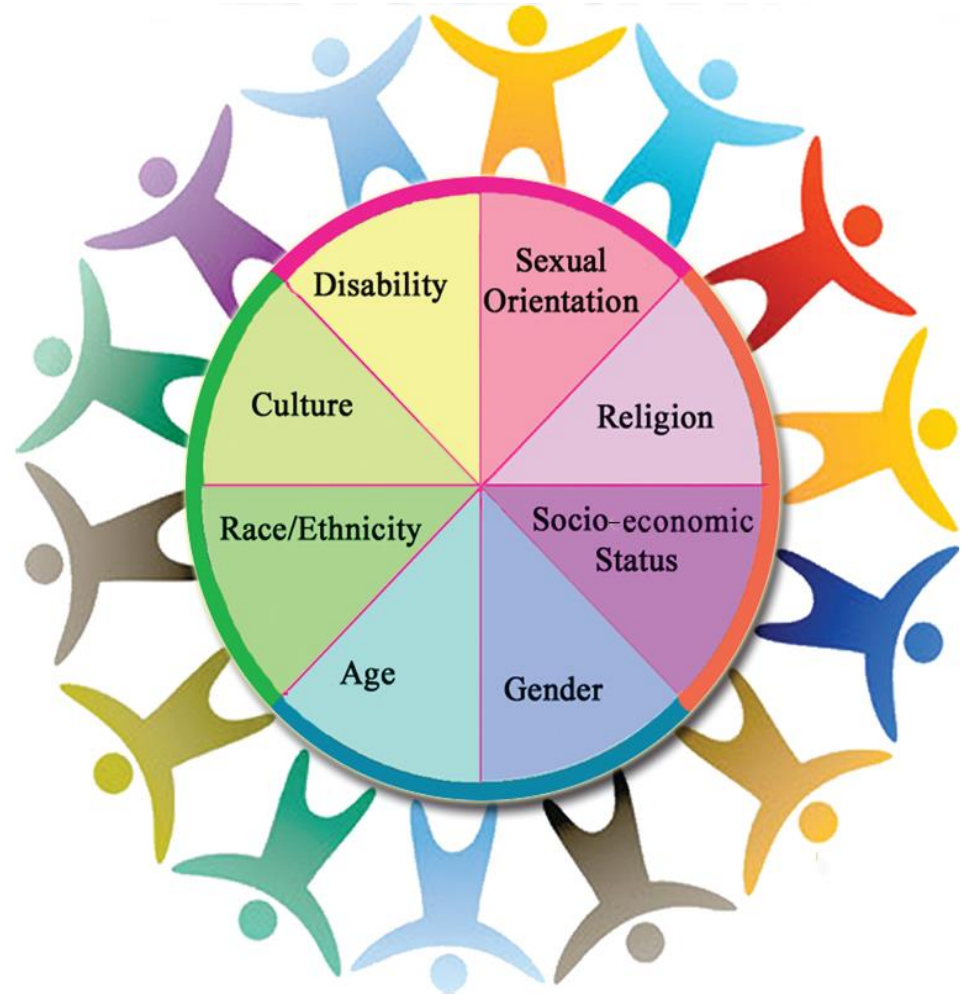 Disability
Sexual
Orientation
Culture
Religion
Race/Ethnicity
Socio-economic
Status
Age
Gender